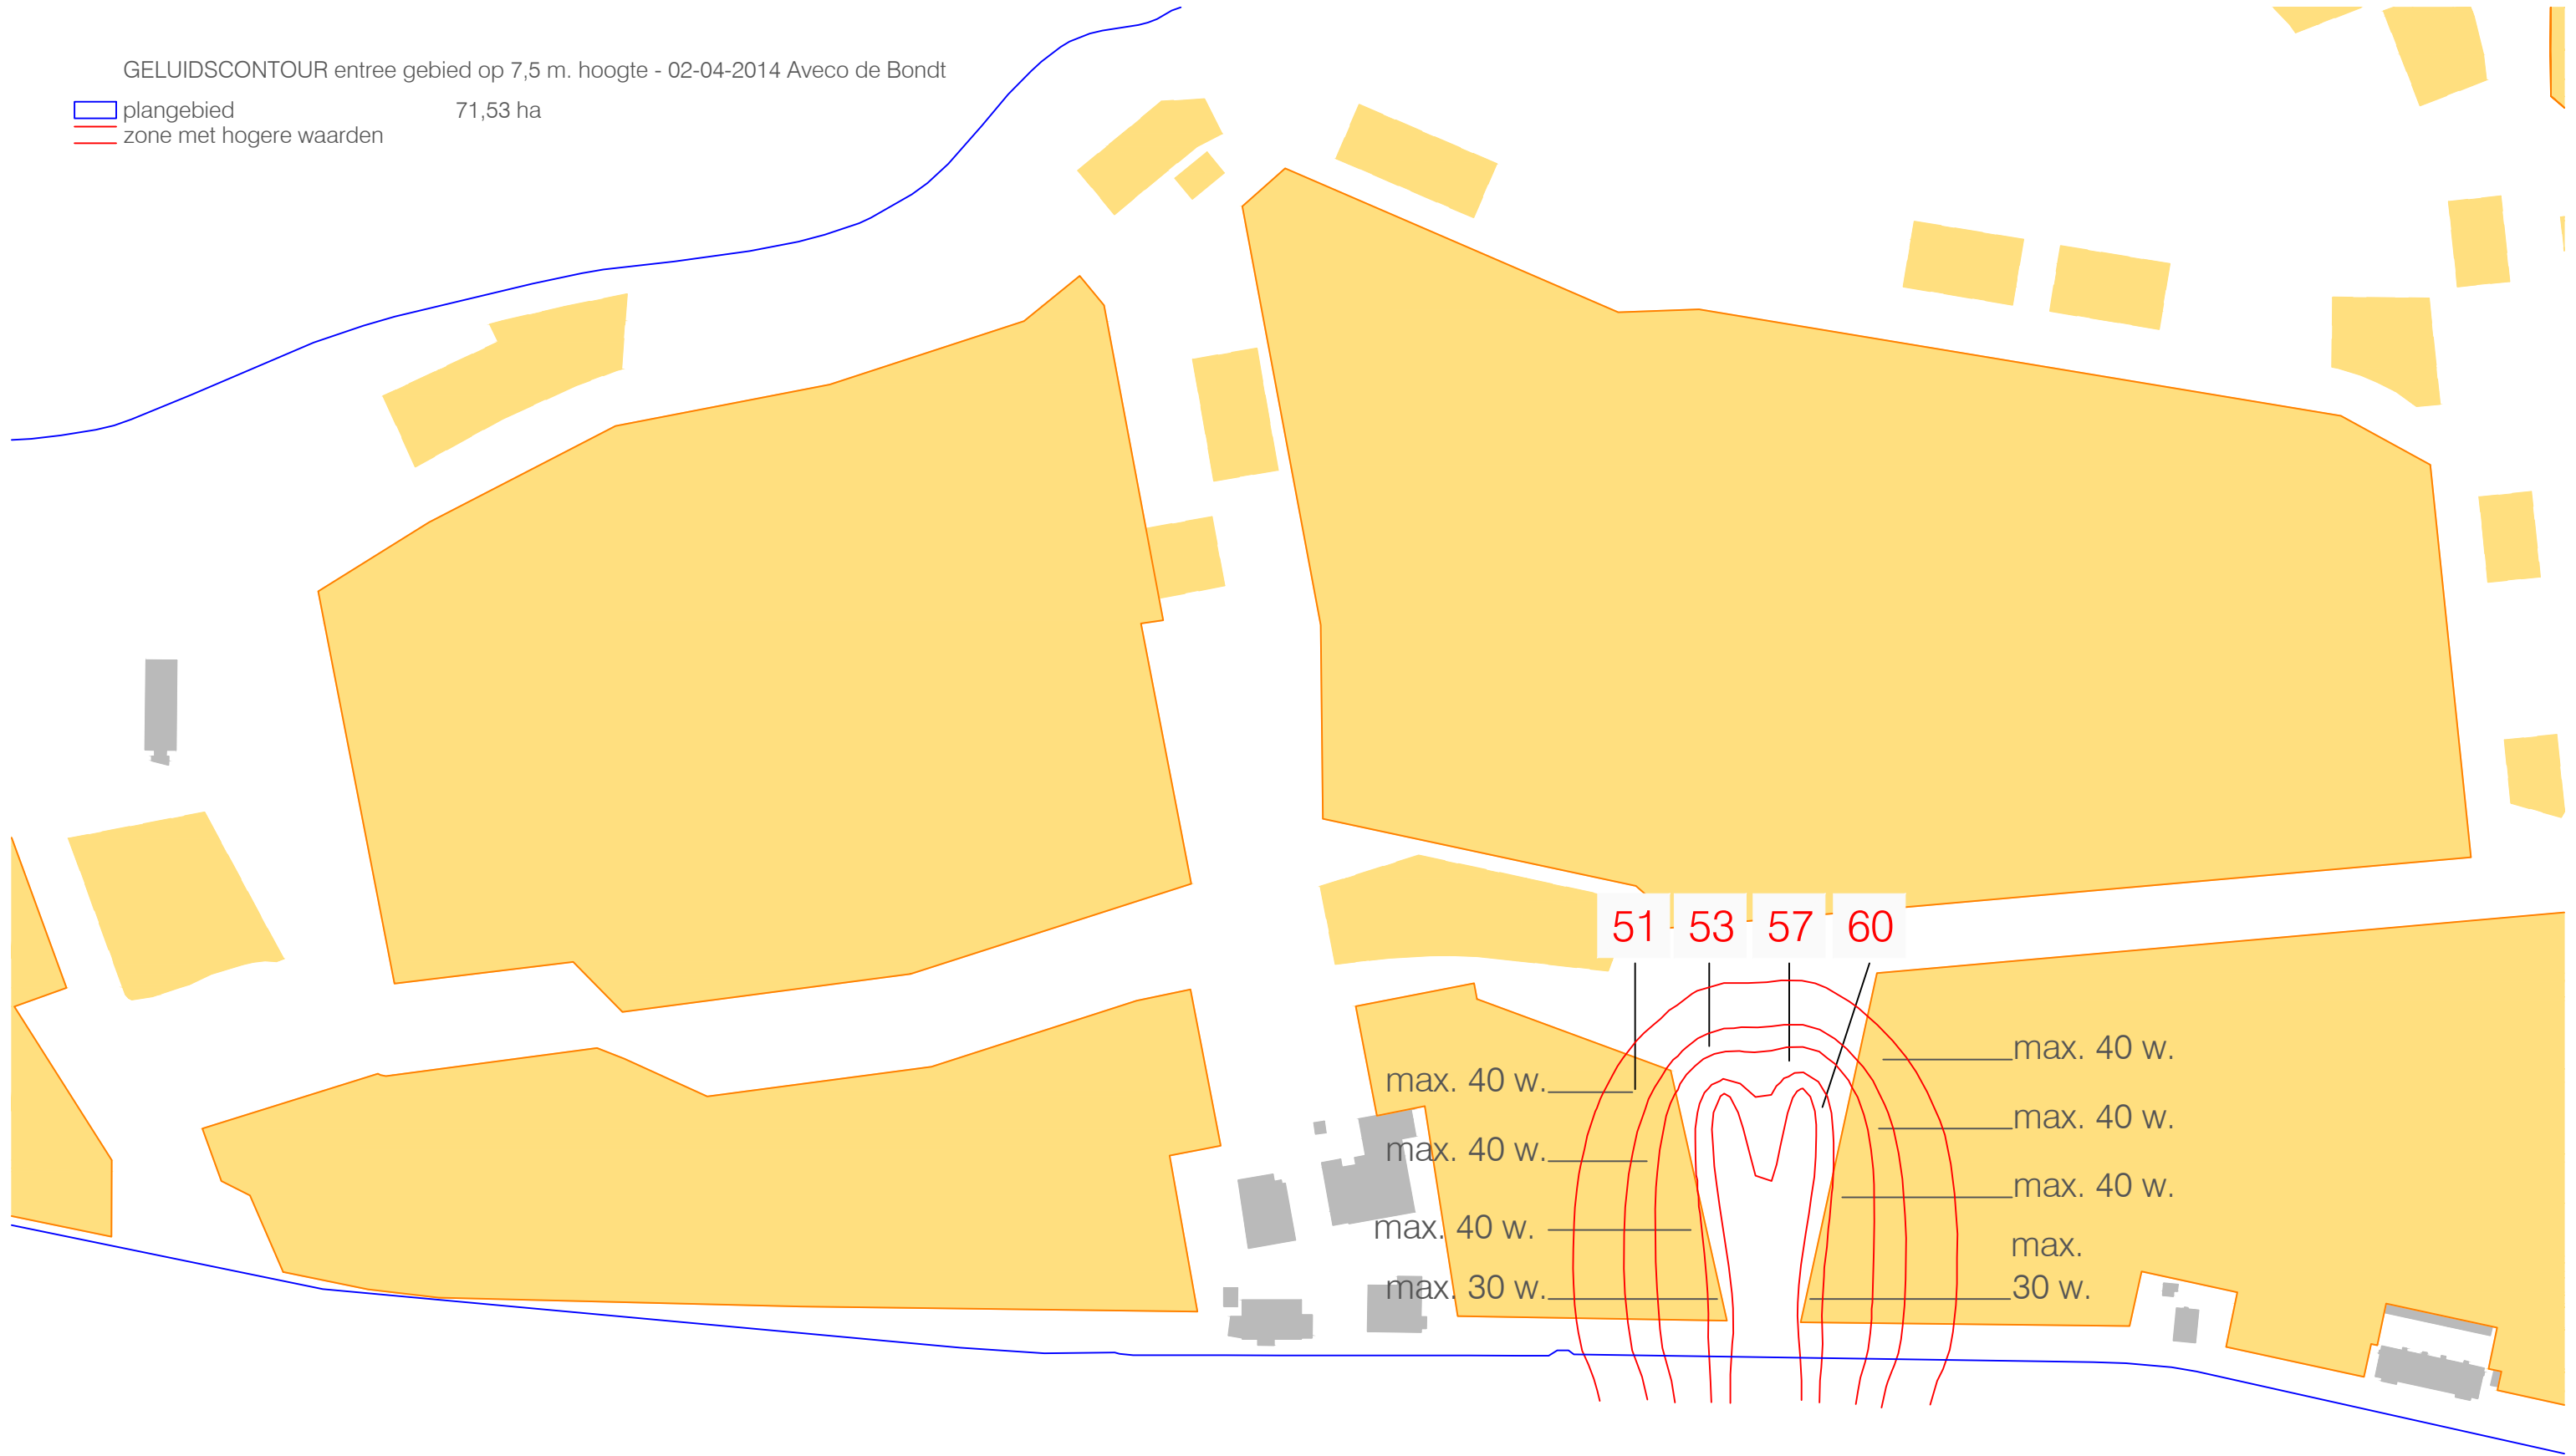 GELUIDSCONTOUR entree gebied op 7,5 m. hoogte - 02-04-2014 Aveco de Bondt
plangebied 71,53 ha
zone met hogere waarden
51 53 57 60
max. 40 w.
max. 40 w.
max. 40 w.
max. 30 w.
max. 40 w.
max. 40 w.
max. 40 w.
max.
30 w.